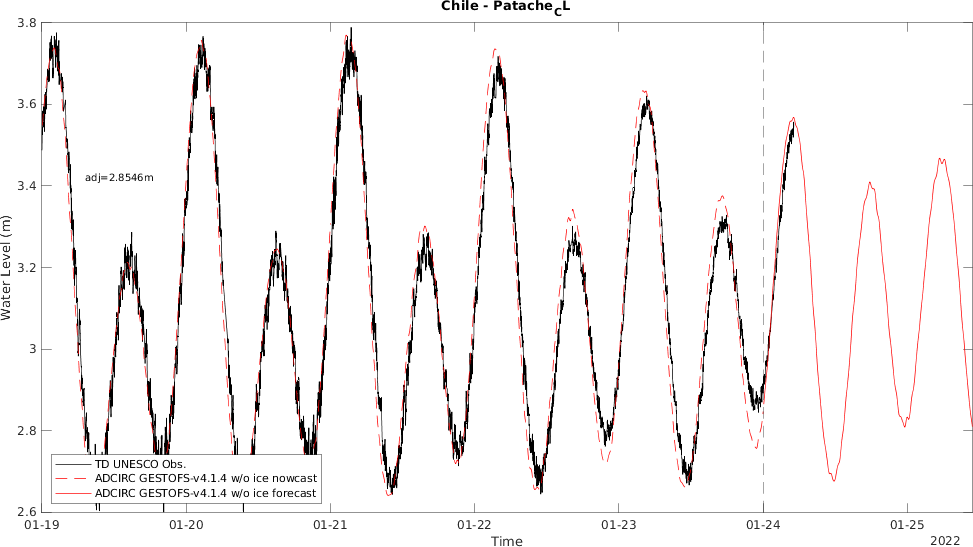 Chile - Patache_CL
3.8
3.6
3.4
3.2
3
2.8
2.6
Water Level (m)
adj=2.8546m
TD UNESCO Obs.
ADCIRC GESTOFS-v4.1.4 w/o ice nowcast
ADCIRC GESTOFS-v4.1.4 w/o ice forecast
01-19 01-20 01-21 01-22 01-23 01-24 01-25
Time
2022